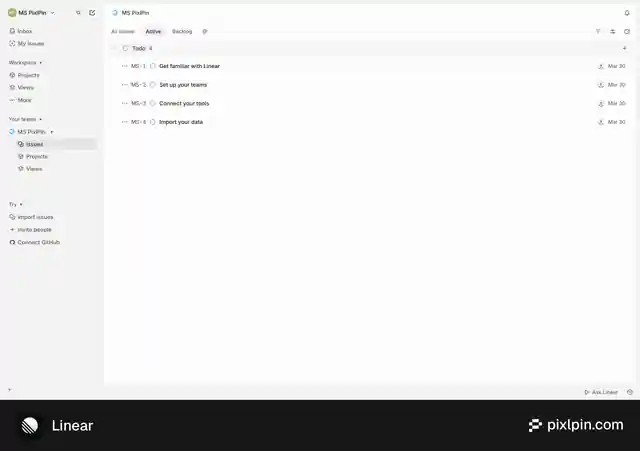 MS PixlPin
Inbox
My issues
Workspace
Projects
Views
More
Your teams
MS PixlPin
Issues
Projects
Views
Try
Import issues
Invite people
Connect GitHub
MS PixlPin
All issues Active Backlog
Todo 4
MS-1 Get familiar with Linear Mar 30
MS-2 Set up your teams Mar 30
MS-3 Connect your tools Mar 30
MS-4 Import your data Mar 30
Ask Linear
Linear
pixlpin.com